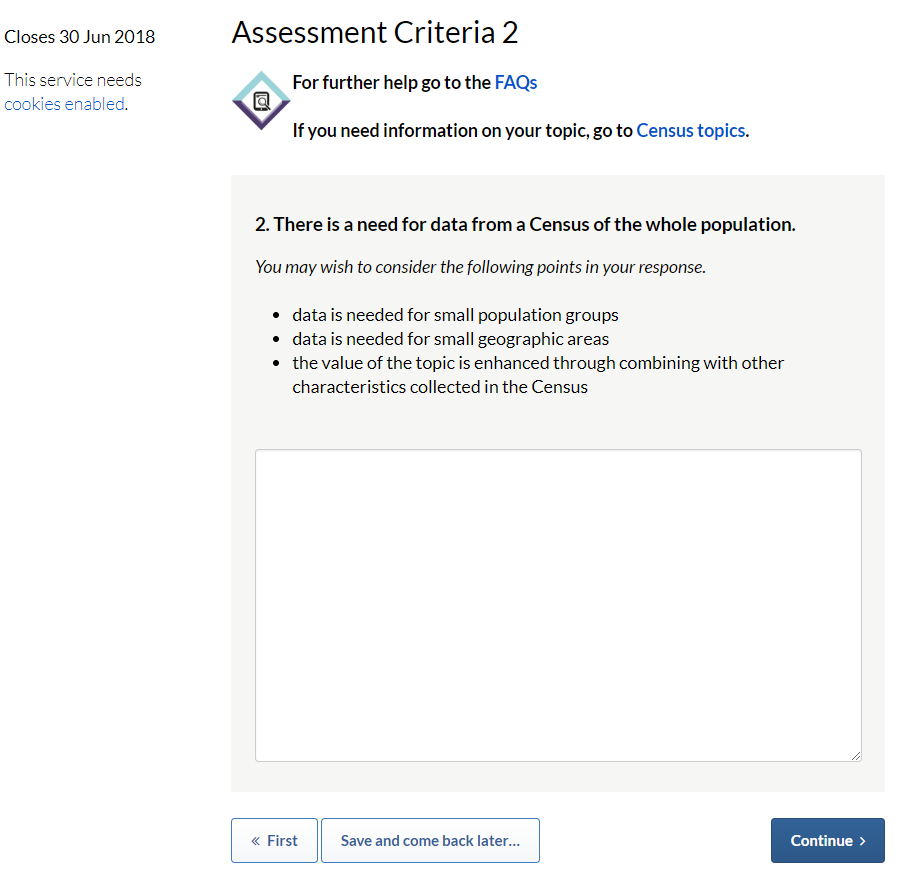 Closes 30 Jun 2018
This service needs
cookies enabled.
Assessment Criteria 2
For further help go to the FAQs
If you need information on your topic, go to Census topics.
2. There is a need for data from a Census of the whole population.
You may wish to consider the following points in your response.
• data is needed for small population groups
• data is needed for small geographic areas
• the value of the topic is enhanced through combining with other
characteristics collected in the Census
« First
Save and come back later...
Continue ›